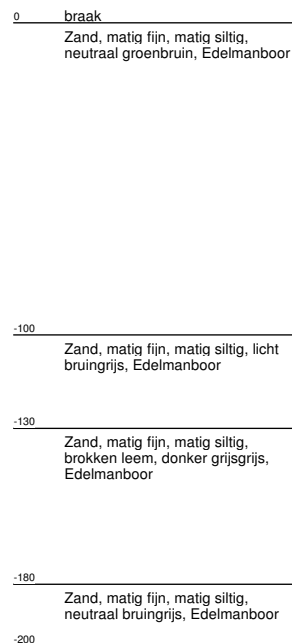 0 braak
Zand, matig fijn, matig siltig,
neutraal groenbruin, Edelmanboor
-100
Zand, matig fijn, matig siltig, licht
bruingrijs, Edelmanboor
-130
Zand, matig fijn, matig siltig,
brokken leem, donker grijsgrijs,
Edelmanboor
-180
Zand, matig fijn, matig siltig,
neutraal bruingrijs, Edelmanboor
-200